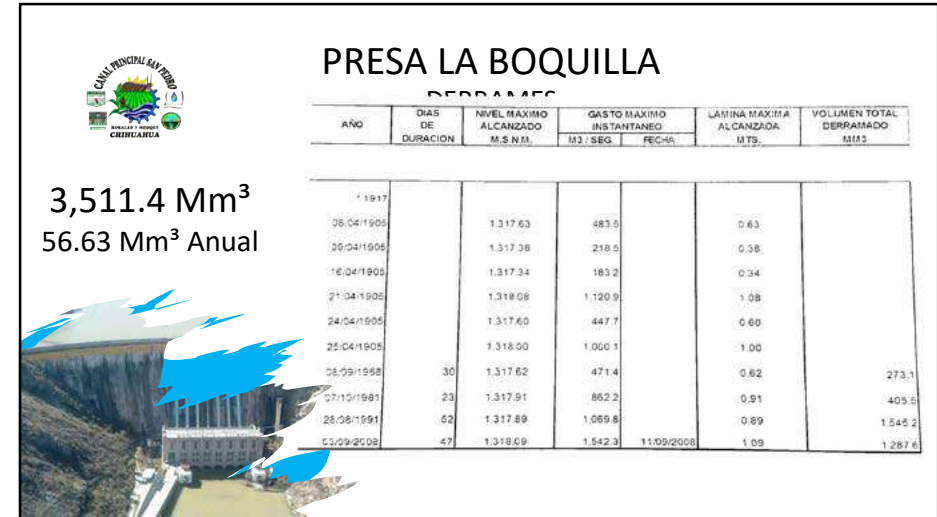 CANAL PRINCIPAL SAN PEDRO
ROSALES Y MEOQUI
CHIHUAHUA
PRESA LA BOQUILLA
DERRAMES
3,511.4 Mm³
56.63 Mm³ Anual
AÑO DIAS DE DURACION NIVEL MAXIMO ALCANZADO M.S.N.M. GASTO MAXIMO INSTANTANEO M3 / SEG. FECHA LAMINA MAXIMA ALCANZADA MTS. VOLUMEN TOTAL DERRAMADO MM3
* 1917
06/04/1905 1,317.63 483.5 0.63
09/04/1905 1,317.38 218.5 0.38
16/04/1905 1,317.34 183.2 0.34
21/04/1905 1,318.08 1,120.9 1.08
24/04/1905 1,317.60 447.7 0.60
25/04/1905 1,318.00 1,000.1 1.00
08/09/1968 30 1,317.62 471.4 0.62 273.1
07/10/1981 23 1,317.91 862.2 0.91 405.5
28/08/1991 52 1,317.89 1,069.8 0.89 1,545.2
03/09/2008 47 1,318.09 1,542.3 11/09/2008 1.09 1,287.6